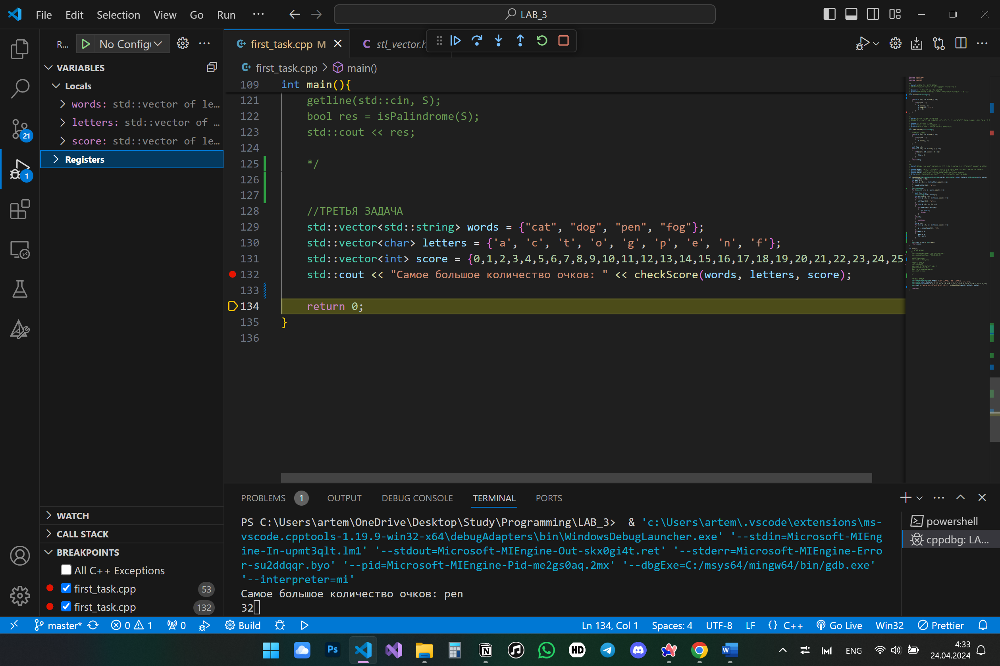 File Edit Selection View Go Run ··· LAB_3
R... No Config
first_task.cpp M
stl_vector.h
VARIABLES
Locals
words: std::vector of le…
letters: std::vector of …
score: std::vector of le…
Registers
WATCH
CALL STACK
BREAKPOINTS
All C++ Exceptions
first_task.cpp 53
first_task.cpp 132
21
1
first_task.cpp > main()
109 int main(){
121 getline(std::cin, S);
122 bool res = isPalindrome(S);
123 std::cout << res;
124
125 */
126
127
128 //ТРЕТЬЯ ЗАДАЧА
129 std::vector<std::string> words = {"cat", "dog", "pen", "fog"};
130 std::vector<char> letters = {'a', 'c', 't', 'o', 'g', 'p', 'e', 'n', 'f'};
131 std::vector<int> score = {0,1,2,3,4,5,6,7,8,9,10,11,12,13,14,15,16,17,18,19,20,21,22,23,24,25
132 std::cout << "Самое большое количество очков: " << checkScore(words, letters, score);
133
134 return 0;
135 }
136
PROBLEMS 1 OUTPUT DEBUG CONSOLE TERMINAL PORTS
PS C:\Users\artem\OneDrive\Desktop\Study\Programming\LAB_3> & 'c:\Users\artem\.vscode\extensions\ms-
vscode.cpptools-1.19.9-win32-x64\debugAdapters\bin\WindowsDebugLauncher.exe' '--stdin=Microsoft-MIEng
ine-In-upmt3qlt.lm1' '--stdout=Microsoft-MIEngine-Out-skx0gi4t.ret' '--stderr=Microsoft-MIEngine-Erro
r-su2ddqqr.byo' '--pid=Microsoft-MIEngine-Pid-me2gs0aq.2mx' '--dbgExe=C:/msys64/mingw64/bin/gdb.exe'
'--interpreter=mi'
Самое большое количество очков: pen
32
powershell
cppdbg: LA...
master* 0 1 0 Build Ln 134, Col 1 Spaces: 4 UTF-8 LF {} C++ Go Live Win32 Prettier
Ps HD W ENG 4:33
24.04.2024